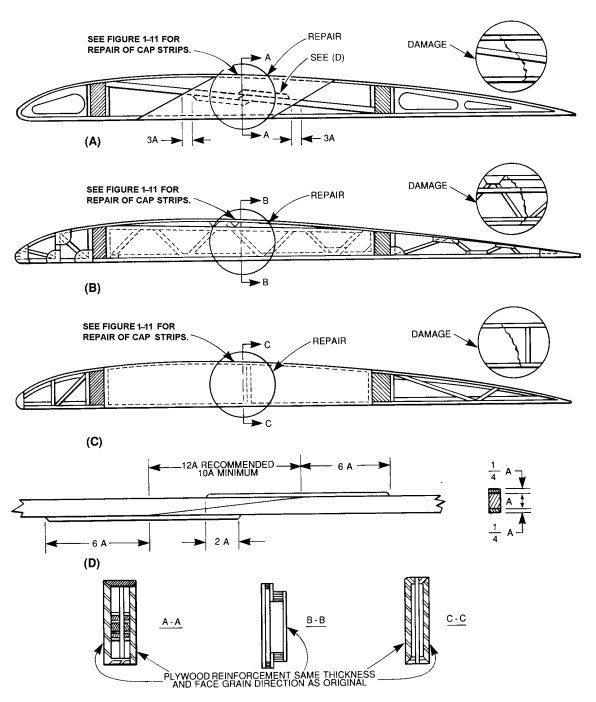 SEE FIGURE 1–11 FOR
REPAIR OF CAP STRIPS.
A
REPAIR
SEE (D)
DAMAGE
3A
A
3A
(A)
SEE FIGURE 1–11 FOR
REPAIR OF CAP STRIPS.
B
REPAIR
DAMAGE
B
(B)
SEE FIGURE 1–11 FOR
REPAIR OF CAP STRIPS.
C
REPAIR
DAMAGE
C
(C)
12A RECOMMENDED
10A MINIMUM
6 A
1/4 A
A
1/4 A
6 A
2 A
(D)
A-A
B-B
C-C
PLYWOOD REINFORCEMENT SAME THICKNESS
AND FACE GRAIN DIRECTION AS ORIGINAL